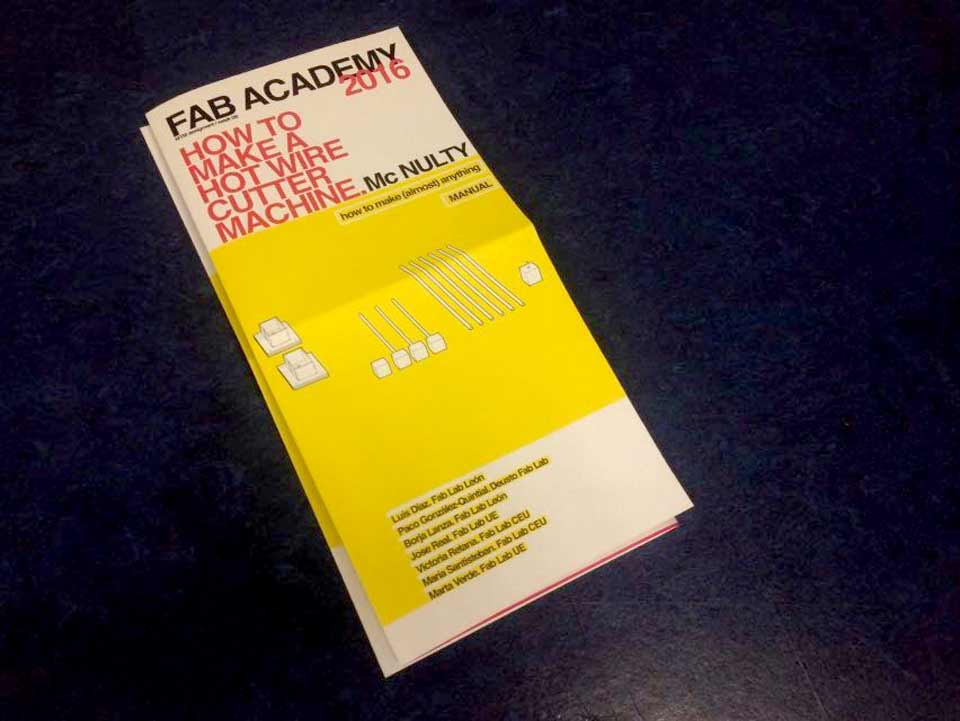 FAB ACADEMY
2016
HOW TO
MAKE A
HOT WIRE
CUTTER
MACHINE. Mc NULTY
how to make (almost) anything
MANUAL
Luis Díaz. Fab Lab León
Paco González-Quintial. Deusto Fab Lab
Borja Lanza. Fab Lab León
Jose Real. Fab Lab UE
Victoria Retana. Fab Lab CEU
Maria Santisteban. Fab Lab CEU
Marta Verde. Fab Lab UE